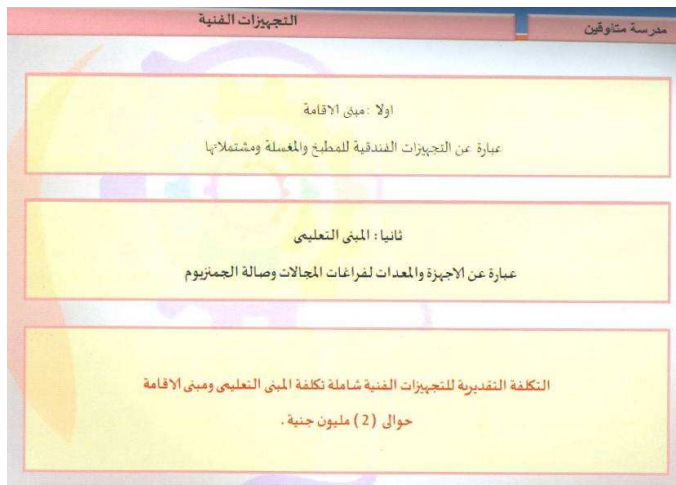 مدرسة متفوقين
التجهيزات الفنية
اولا : مبنى الاقامة
عبارة عن التجهيزات الفندقية للمطبخ والمغسلة ومشتملاتها
ثانيا : المبنى التعليمى
عبارة عن الاجهزة والمعدات لفراغات المجالات وصالة الجمنزيوم
التكلفة التقديرية للتجهيزات الفنية شاملة تكلفة المبنى التعليمى ومبنى الاقامة
حوالى (2) مليون جنية .